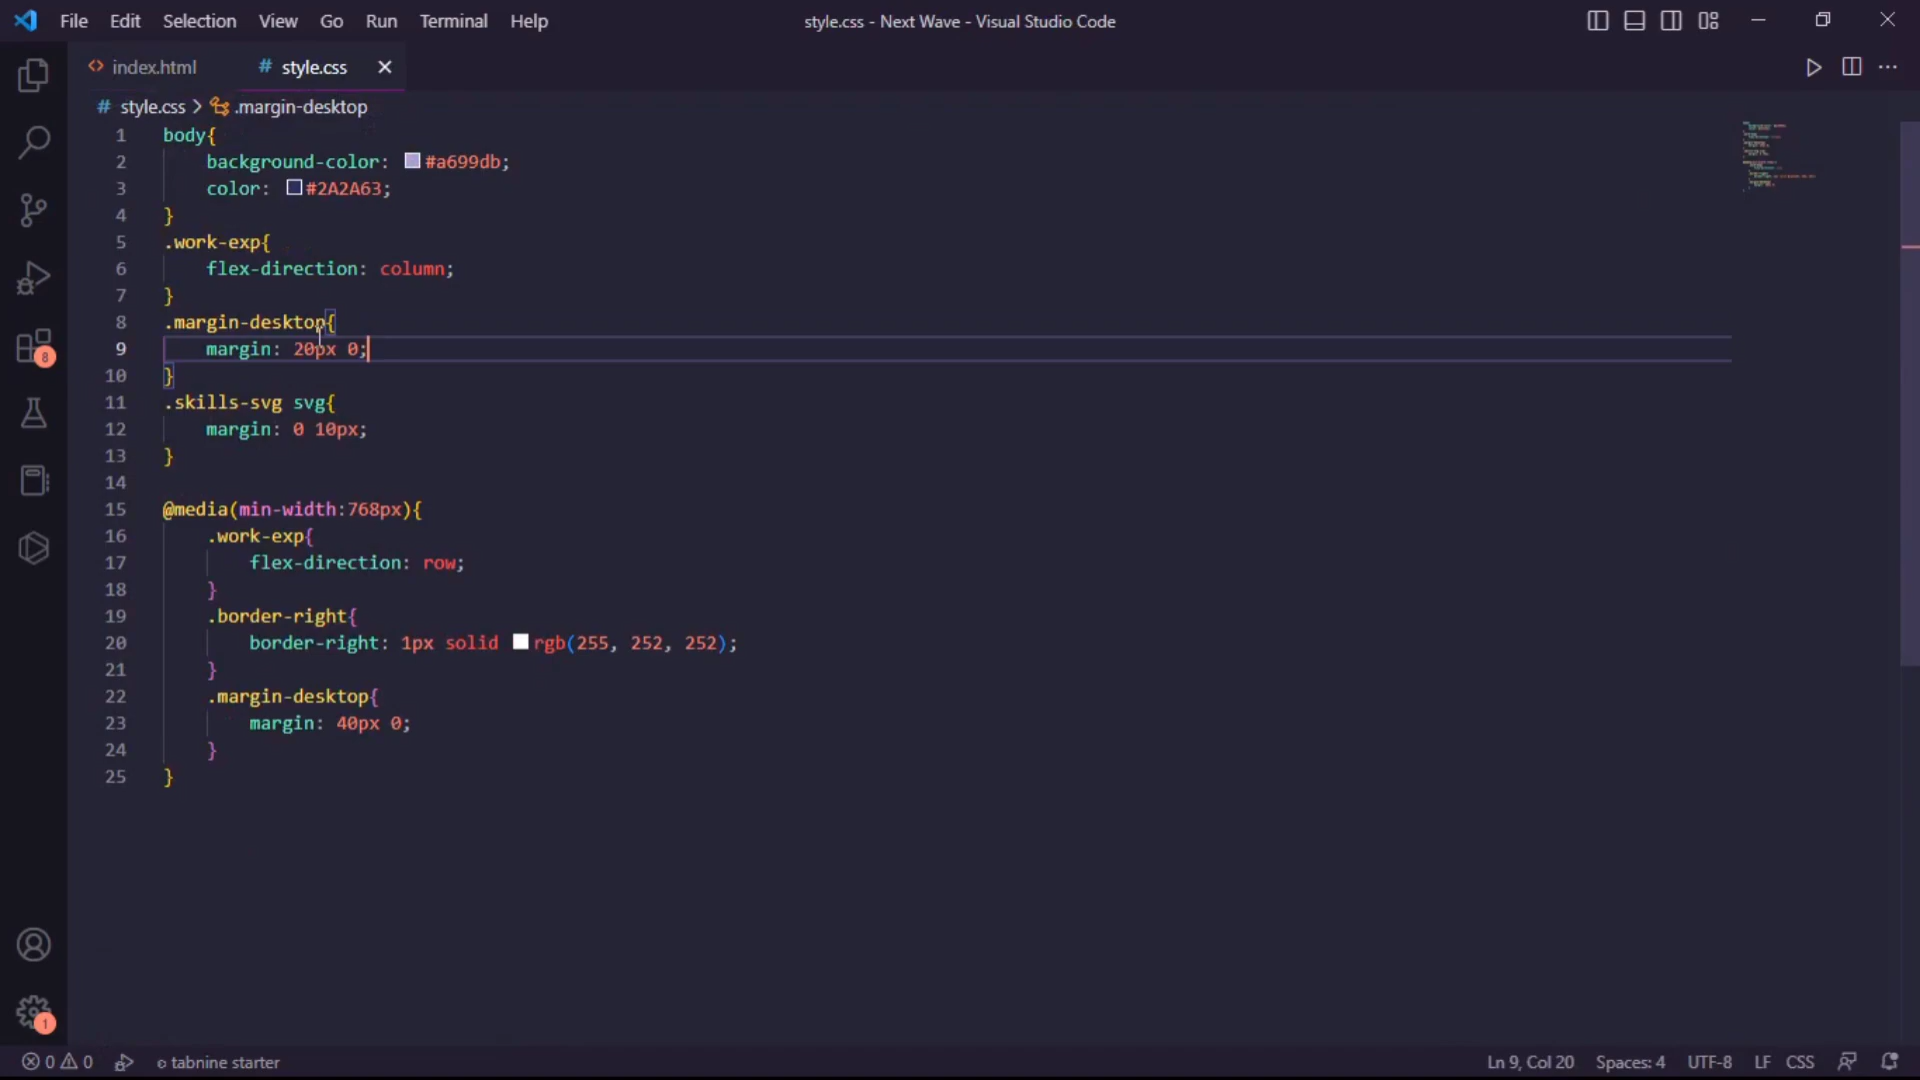 File Edit Selection View Go Run Terminal Help style.css - Next Wave - Visual Studio Code
index.html # style.css
# style.css > .margin-desktop
1 body{
2 background-color: #a699db;
3 color: #2A2A63;
4 }
5 .work-exp{
6 flex-direction: column;
7 }
8 .margin-desktop{
9 margin: 20px 0;
10 }
11 .skills-svg svg{
12 margin: 0 10px;
13 }
14
15 @media(min-width:768px){
16 .work-exp{
17 flex-direction: row;
18 }
19 .border-right{
20 border-right: 1px solid rgb(255, 252, 252);
21 }
22 .margin-desktop{
23 margin: 40px 0;
24 }
25 }
8
1
0 0 tabnine starter Ln 9, Col 20 Spaces: 4 UTF-8 LF CSS